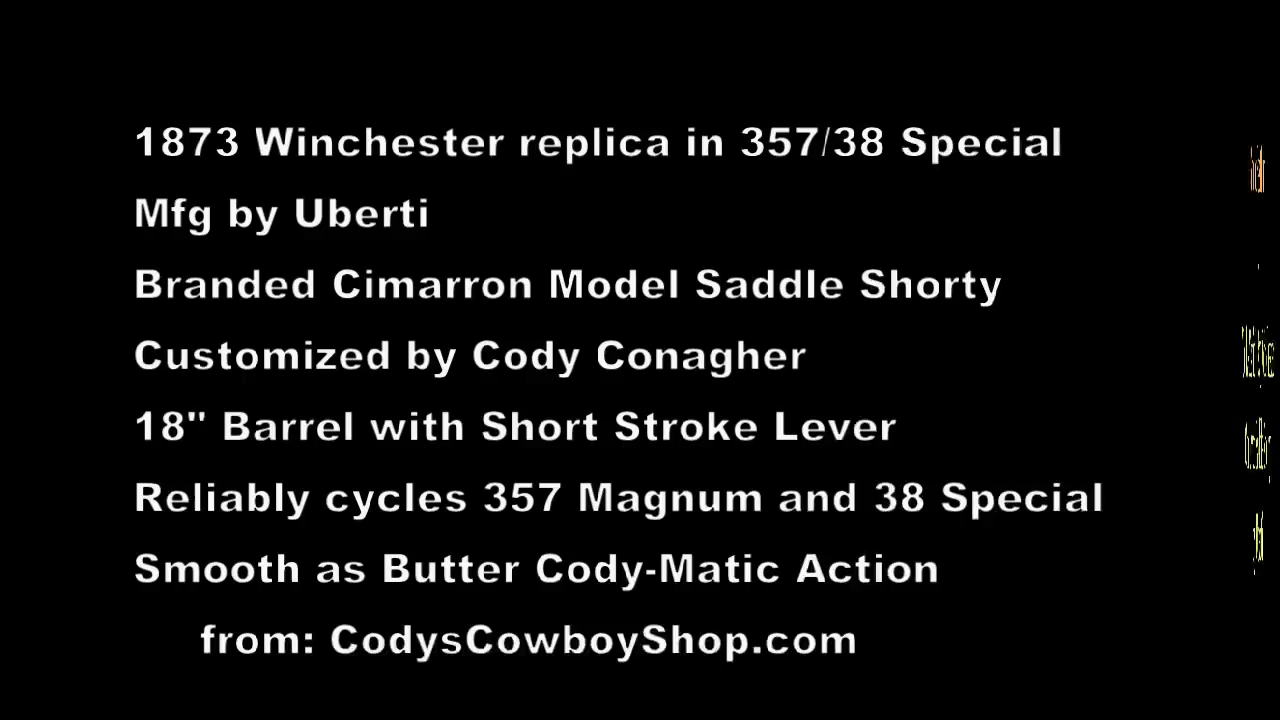 1873 Winchester replica in 357/38 Special
Mfg by Uberti
Branded Cimarron Model Saddle Shorty
Customized by Cody Conagher
18" Barrel with Short Stroke Lever
Reliably cycles 357 Magnum and 38 Special
Smooth as Butter Cody-Matic Action
from: CodysCowboyShop.com